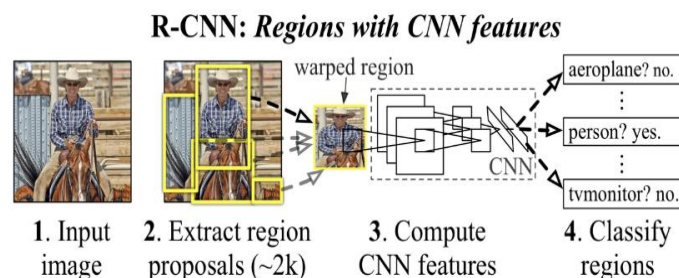 R-CNN: Regions with CNN features
warped region
aeroplane? no.
⋮
person? yes.
⋮
tvmonitor? no.
CNN
1. Input
image
2. Extract region
proposals (~2k)
3. Compute
CNN features
4. Classify
regions